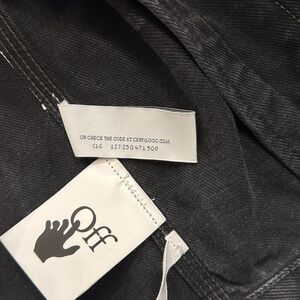 OR CHECK THE CODE AT CERTILOGO.COM
CLG 127250471509
Off